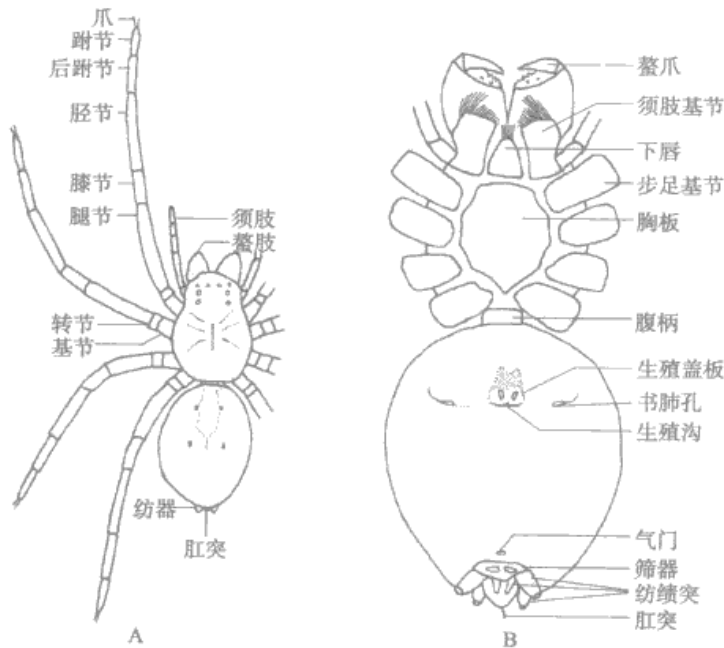 爪
跗节
后跗节
胫节
膝节
腿节
须肢
螯肢
转节
基节
纺器
肛突
A
螯爪
须肢基节
下唇
步足基节
胸板
腹柄
生殖盖板
书肺孔
生殖沟
气门
筛器
纺绩突
肛突
B